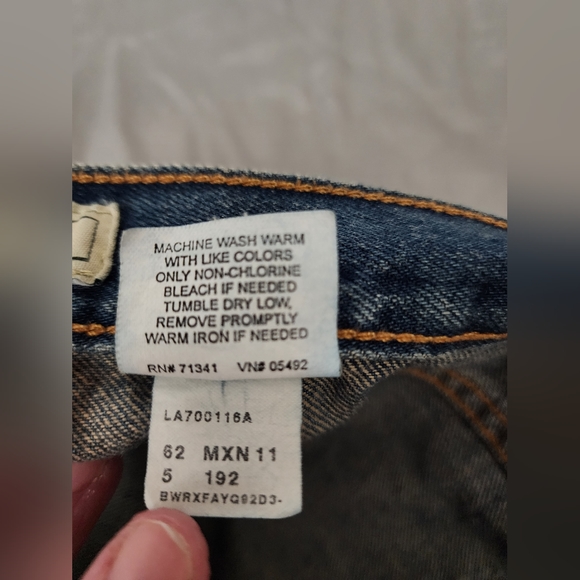 MACHINE WASH WARM
WITH LIKE COLORS
ONLY NON-CHLORINE
BLEACH IF NEEDED
TUMBLE DRY LOW,
REMOVE PROMPTLY
WARM IRON IF NEEDED
RN# 71341 VN# 05492
LA700116A
62 MXN 11
5 192
BWRXFAYQ92D3-